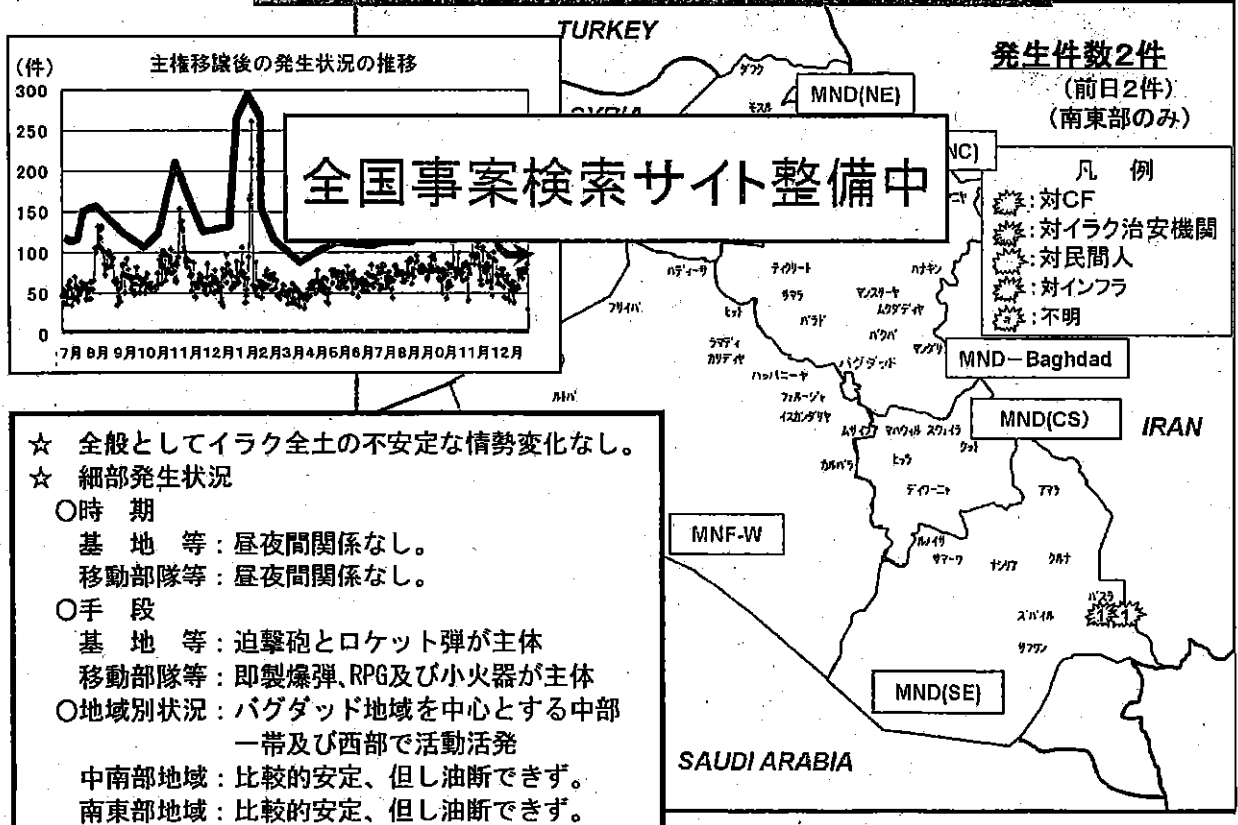 TURKEY
SYRIA
(件)
主権移譲後の発生状況の推移
300
250
200
150
100
50
0
7月8月9月10月11月12月1月2月3月4月5月6月7月8月
0月11月12月
発生件数2件
(前日2件)
(南東部のみ)
全国事案検索サイト整備中
MND(NE)
NC)
凡 例
:対CF
:対イラク治安機関
:対民間人
:対インフラ
:不明
ダウク
モスル
ハディーサ
ティクリート
ハナキン
サマラ
マンスリーヤ
ムクダディヤ
ヒット
バラド
バクバ
ラマディ
カリディヤ
マンダリ
バグダッド
ハッバニーヤ
ファルージャ
イスカンダリヤ
ルトバ
MND-Baghdad
MND(CS)
IRAN
ムサイブ
マハウィル
スウェイラ
クット
カルバラ
ヒッラ
ディワーニャ
アマラ
MNF-W
ルメイサ
サマーワ
ナシリア
クルナ
バスラ
1 1
ズバイル
サフワン
MND(SE)
SAUDI ARABIA
☆ 全般としてイラク全土の不安定な情勢変化なし。
☆ 細部発生状況
○時 期
基 地 等:昼夜間関係なし。
移動部隊等:昼夜間関係なし。
○手 段
基 地 等:迫撃砲とロケット弾が主体
移動部隊等:即製爆弾、RPG及び小火器が主体
○地域別状況:バグダッド地域を中心とする中部
一帯及び西部で活動活発
中南部地域:比較的安定、但し油断できず。
南東部地域:比較的安定、但し油断できず。